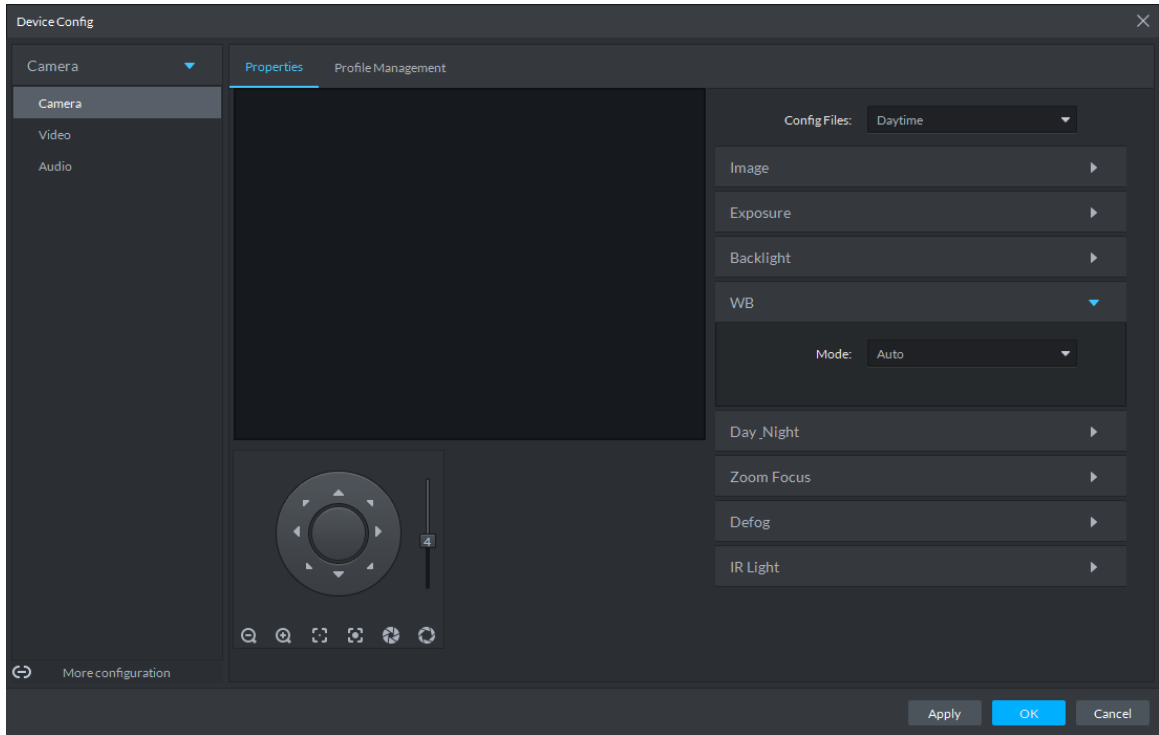 Device Config
Camera
Camera
Video
Audio
More configuration
Properties
Profile Management
Config Files: Daytime
Image
Exposure
Backlight
WB
Mode: Auto
Day_Night
Zoom Focus
Defog
IR Light
4
Apply
OK
Cancel